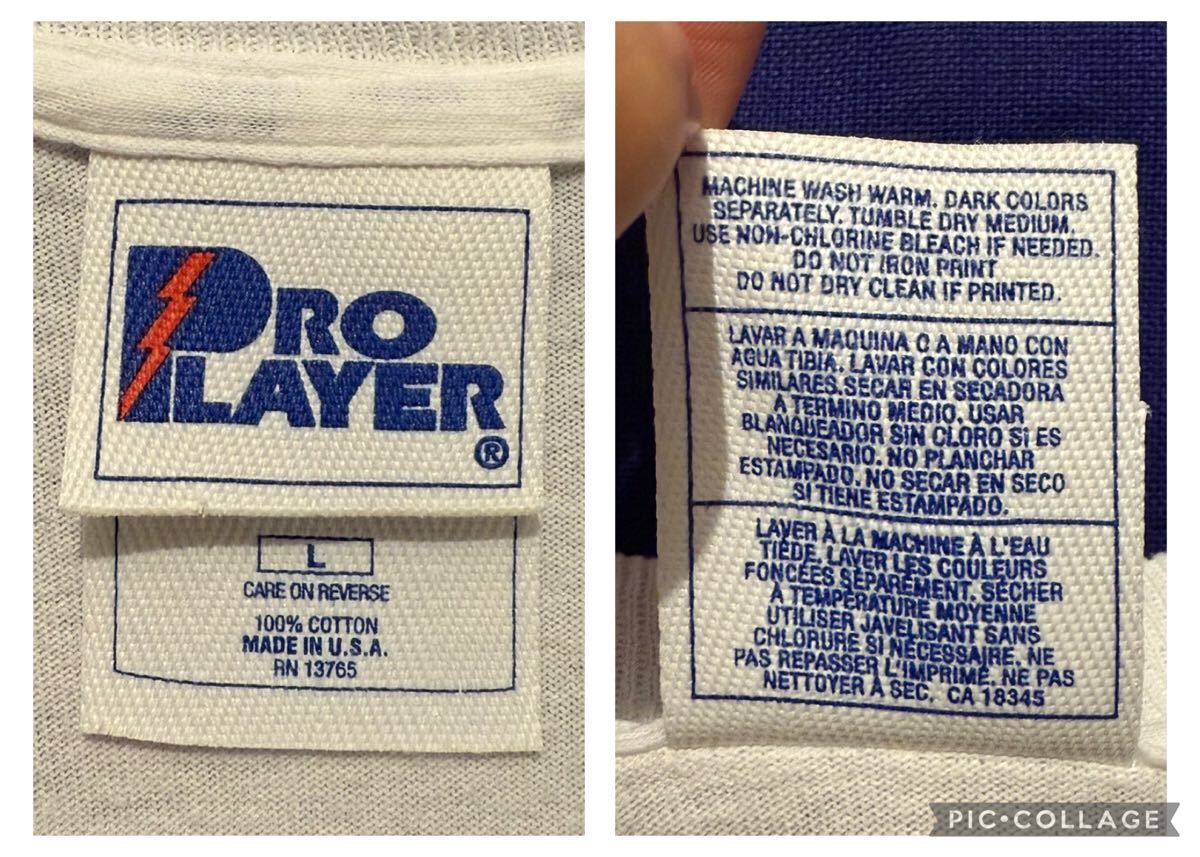 PRO
PLAYER
®
L
CARE ON REVERSE
100% COTTON
MADE IN U.S.A.
RN 13765
MACHINE WASH WARM. DARK COLORS
SEPARATELY. TUMBLE DRY MEDIUM.
USE NON-CHLORINE BLEACH IF NEEDED.
DO NOT IRON PRINT
DO NOT DRY CLEAN IF PRINTED.
LAVAR A MAQUINA O A MANO CON
AGUA TIBIA. LAVAR CON COLORES
SIMILARES.SECAR EN SECADORA
A TERMINO MEDIO. USAR
BLANQUEADOR SIN CLORO SI ES
NECESARIO. NO PLANCHAR
ESTAMPADO. NO SECAR EN SECO
SI TIENE ESTAMPADO.
LAVER À LA MACHINE À L'EAU
TIÈDE. LAVER LES COULEURS
FONCÉES SÉPARÉMENT. SÉCHER
À TEMPÉRATURE MOYENNE
UTILISER JAVELISANT SANS
CHLORURE SI NÉCESSAIRE. NE
PAS REPASSER L'IMPRIMÉ. NE PAS
NETTOYER À SEC. CA 18345
PIC•COLLAGE